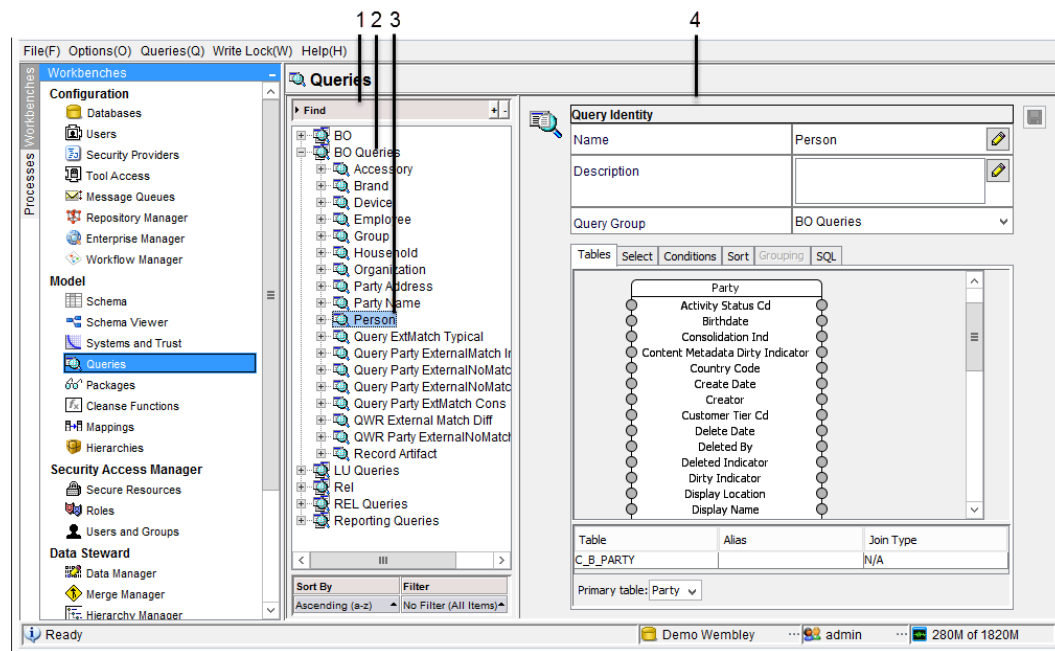 1 2 3 4
File(F) Options(O) Queries(Q) Write Lock(W) Help(H)
Workbenches
Processes
Workbenches
Configuration
Databases
Users
Security Providers
Tool Access
Message Queues
Repository Manager
Enterprise Manager
Workflow Manager
Model
Schema
Schema Viewer
Systems and Trust
Queries
Packages
Cleanse Functions
Mappings
Hierarchies
Security Access Manager
Secure Resources
Roles
Users and Groups
Data Steward
Data Manager
Merge Manager
Hierarchy Manager
Queries
Find + -
BO
BO Queries
Accessory
Brand
Device
Employee
Group
Household
Organization
Party Address
Party Name
Person
Query ExtMatch Typical
Query Party ExternalMatch Ir
Query Party ExternalNoMatc
Query Party ExternalNoMatc
Query Party ExtMatch Cons
QWR External Match Diff
QWR Party ExternalNoMatch
Record Artifact
LU Queries
Rel
REL Queries
Reporting Queries
Sort By Filter
Ascending (a-z) No Filter (All Items)
Query Identity
Name Person
Description
Query Group BO Queries
Tables Select Conditions Sort Grouping SQL
Party
Activity Status Cd
Birthdate
Consolidation Ind
Content Metadata Dirty Indicator
Country Code
Create Date
Creator
Customer Tier Cd
Delete Date
Deleted By
Deleted Indicator
Dirty Indicator
Display Location
Display Name
Table Alias Join Type
C_B_PARTY N/A
Primary table: Party
Ready Demo Wembley ... admin ... 280M of 1820M